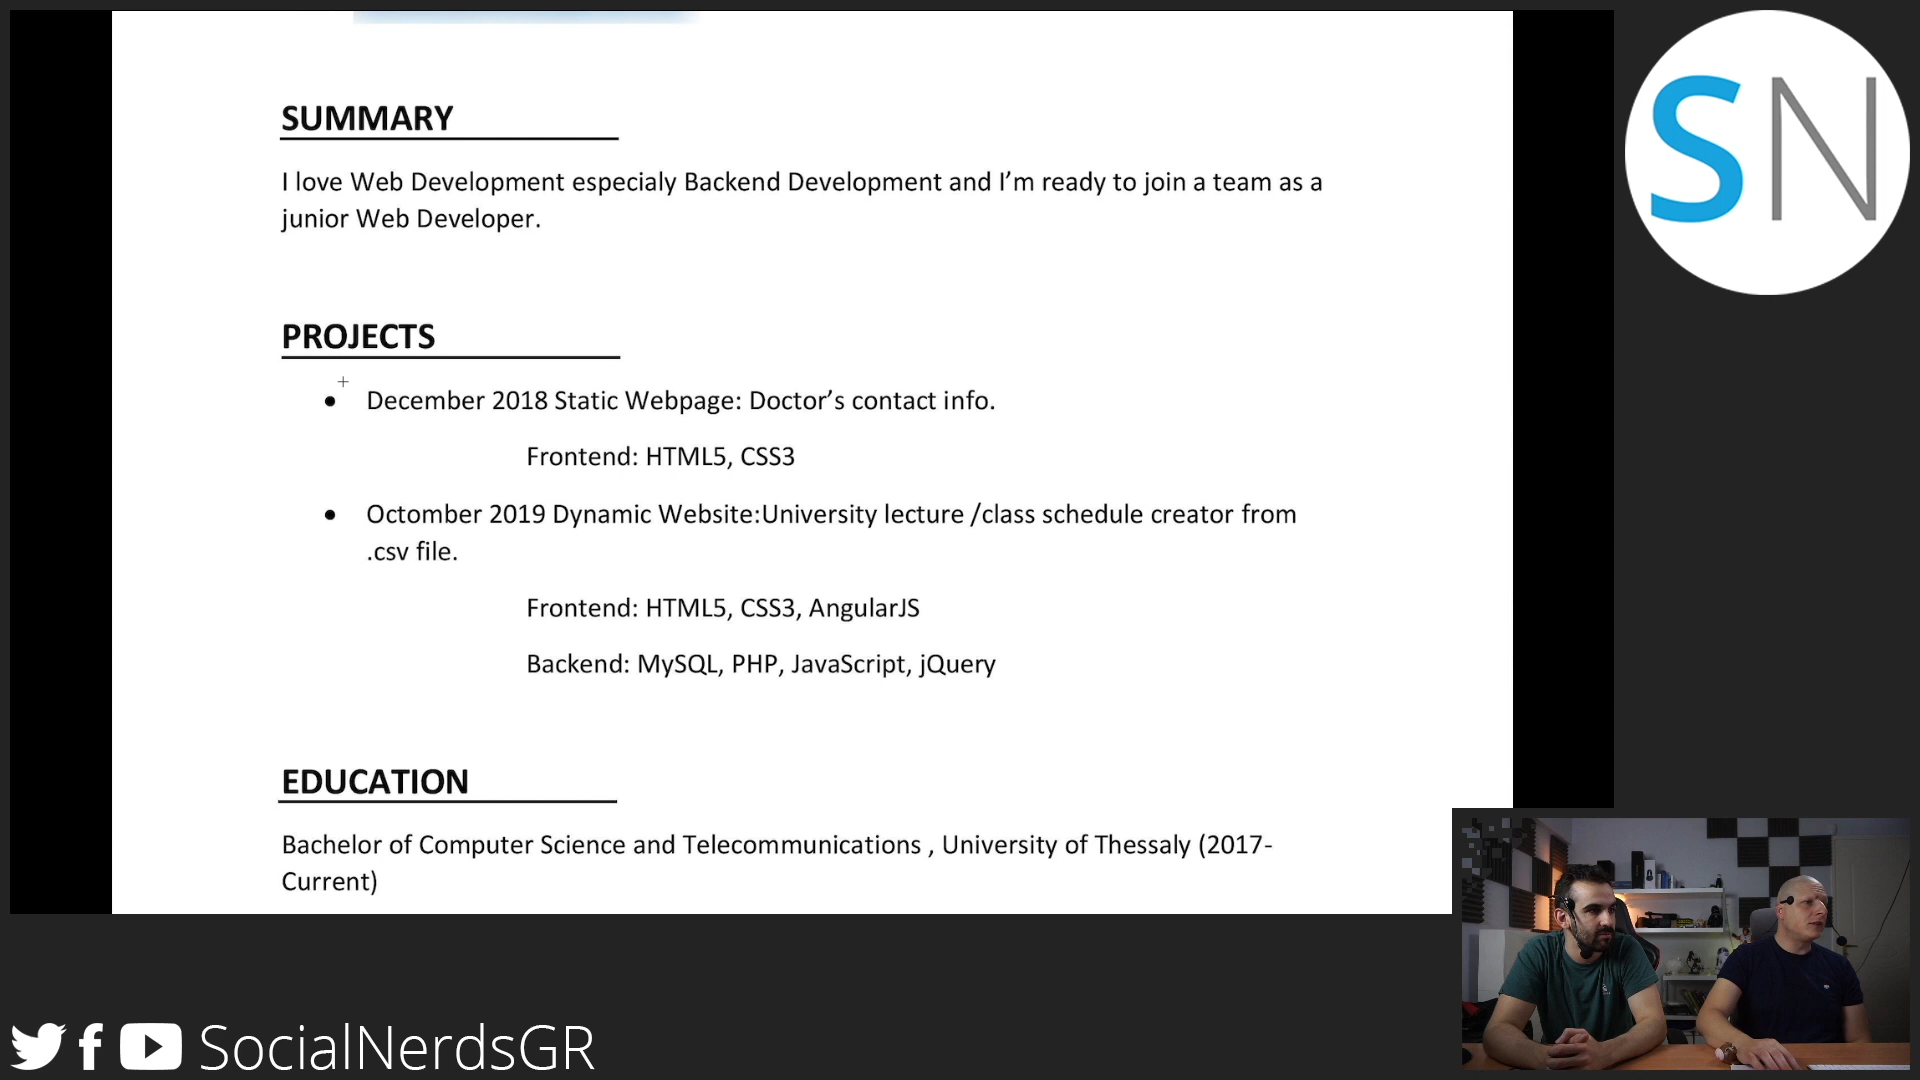 SUMMARY
I love Web Development especialy Backend Development and I’m ready to join a team as a
junior Web Developer.
PROJECTS
• December 2018 Static Webpage: Doctor’s contact info.
Frontend: HTML5, CSS3
• Octomber 2019 Dynamic Website:University lecture /class schedule creator from
.csv file.
Frontend: HTML5, CSS3, AngularJS
Backend: MySQL, PHP, JavaScript, jQuery
EDUCATION
Bachelor of Computer Science and Telecommunications , University of Thessaly (2017-
Current)
SN
SocialNerdsGR